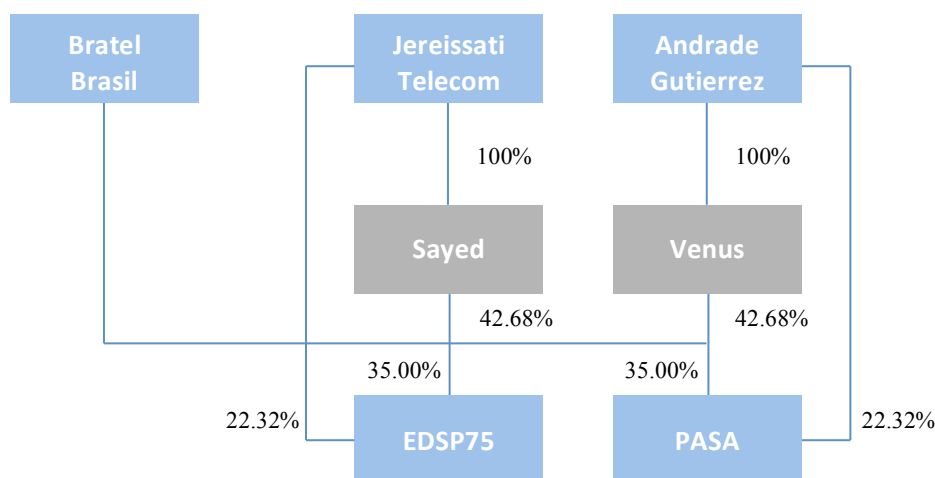 Bratel
Brasil
Jereissati
Telecom
Andrade
Gutierrez
100%
100%
Sayed
Venus
42.68%
42.68%
35.00%
35.00%
22.32%
EDSP75
PASA
22.32%